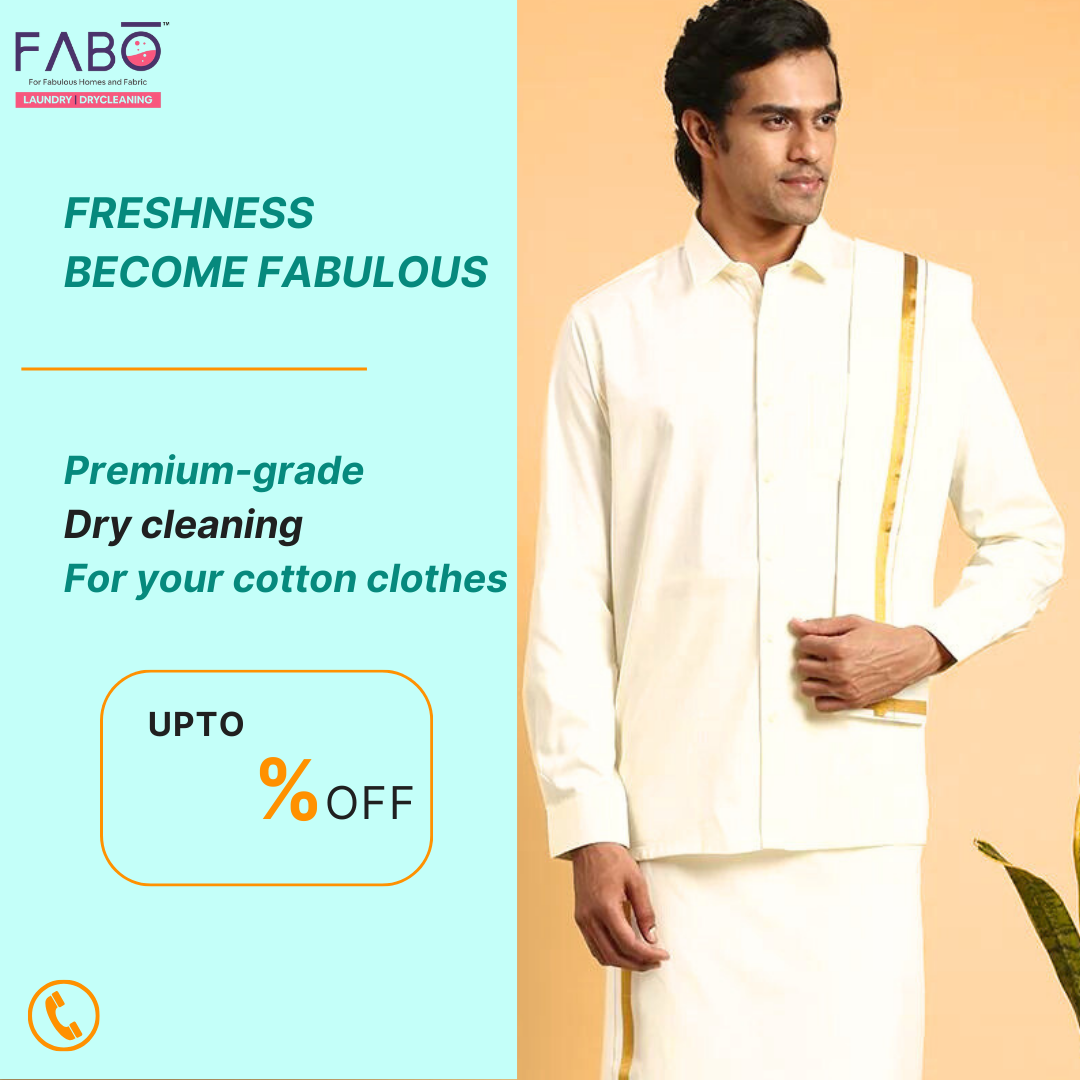 FABO™
For Fabulous Homes and Fabric
LAUNDRY | DRYCLEANING
FRESHNESS
BECOME FABULOUS
Premium-grade
Dry cleaning
For your cotton clothes
UPTO
% OFF